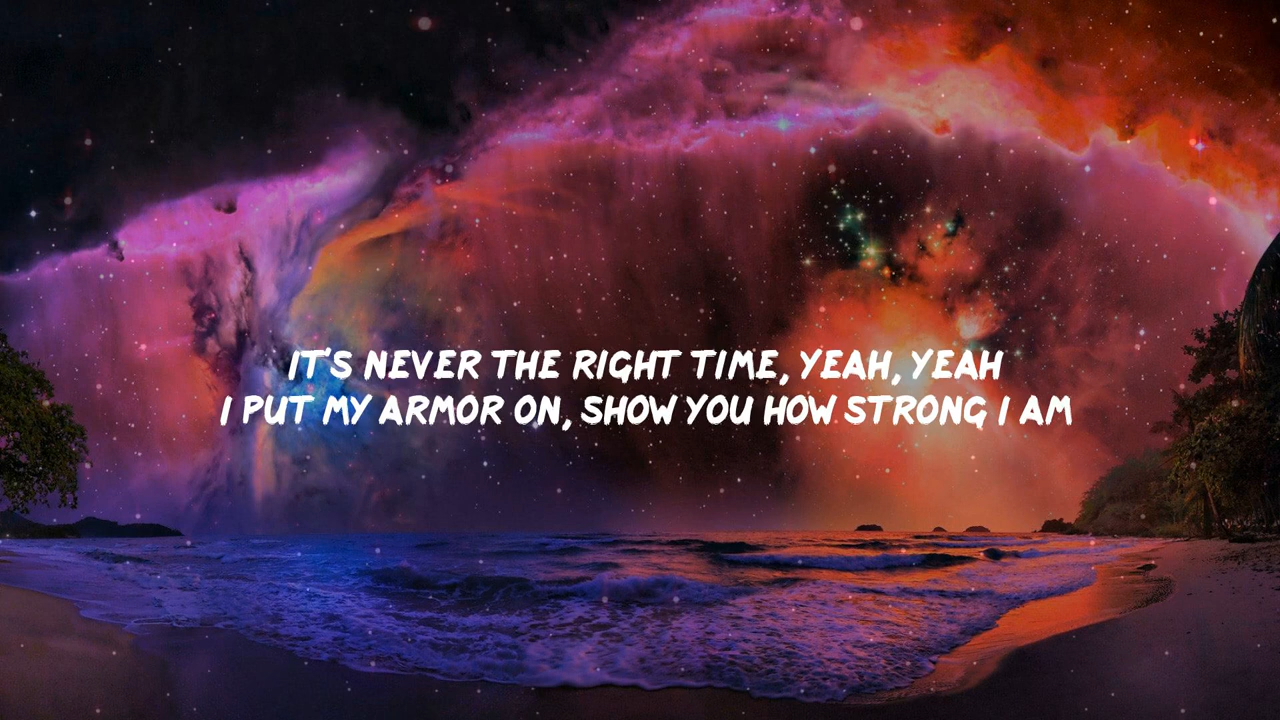 IT'S NEVER THE RIGHT TIME, YEAH, YEAH
I PUT MY ARMOR ON, SHOW YOU HOW STRONG I AM